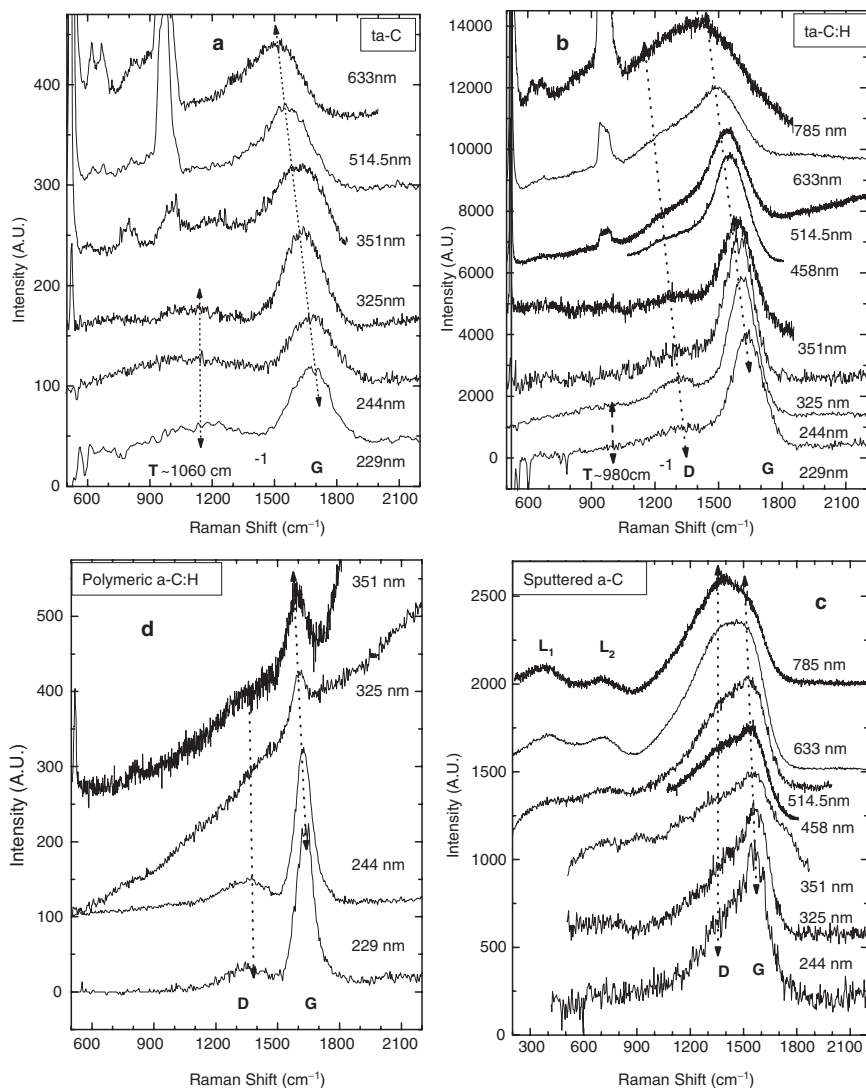 a
ta-C
400
300
200
100
0
Intensity (A.U.)
633nm
514.5nm
351nm
325nm
244nm
229nm
T ~1060 cm -1
G
600 900 1200 1500 1800 2100
Raman Shift (cm−1)
b
ta-C:H
14000
12000
10000
8000
6000
4000
2000
0
Intensity (A.U.)
785 nm
633nm
514.5nm
458nm
351nm
325 nm
244nm
229nm
T ~980cm -1
D
G
600 900 1200 1500 1800 2100
Raman Shift (cm−1)
Polymeric a-C:H
d
500
400
300
200
100
0
Intensity (A.U.)
351 nm
325 nm
244 nm
229 nm
D
G
600 900 1200 1500 1800 2100
Raman Shift (cm−1)
Sputtered a-C
c
2500
2000
1500
1000
500
0
Intensity (A.U.)
L1
L2
785 nm
633 nm
514.5nm
458 nm
351 nm
325 nm
244 nm
D
G
300 600 900 1200 1500 1800 2100
Raman Shift (cm−1)